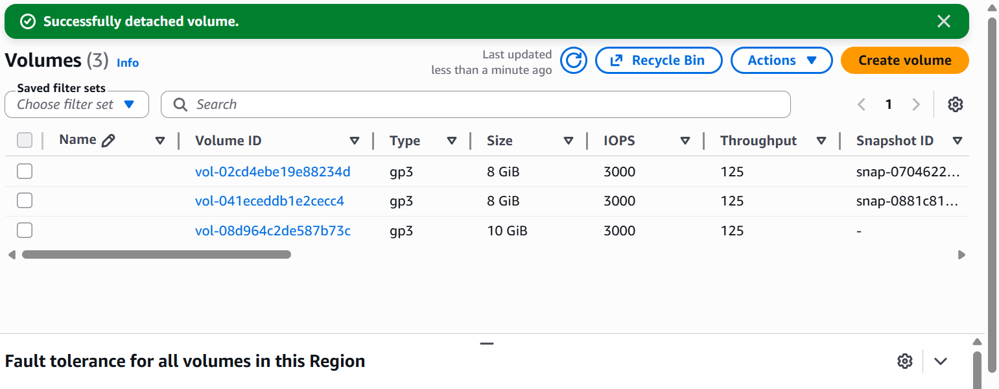 Successfully detached volume.
Volumes (3) Info
Last updated
less than a minute ago
Recycle Bin
Actions
Create volume
Saved filter sets
Choose filter set
Search
1
Name Volume ID Type Size IOPS Throughput Snapshot ID
vol-02cd4ebe19e88234d gp3 8 GiB 3000 125 snap-0704622...
vol-041eceddb1e2cecc4 gp3 8 GiB 3000 125 snap-0881c81...
vol-08d964c2de587b73c gp3 10 GiB 3000 125 -
Fault tolerance for all volumes in this Region